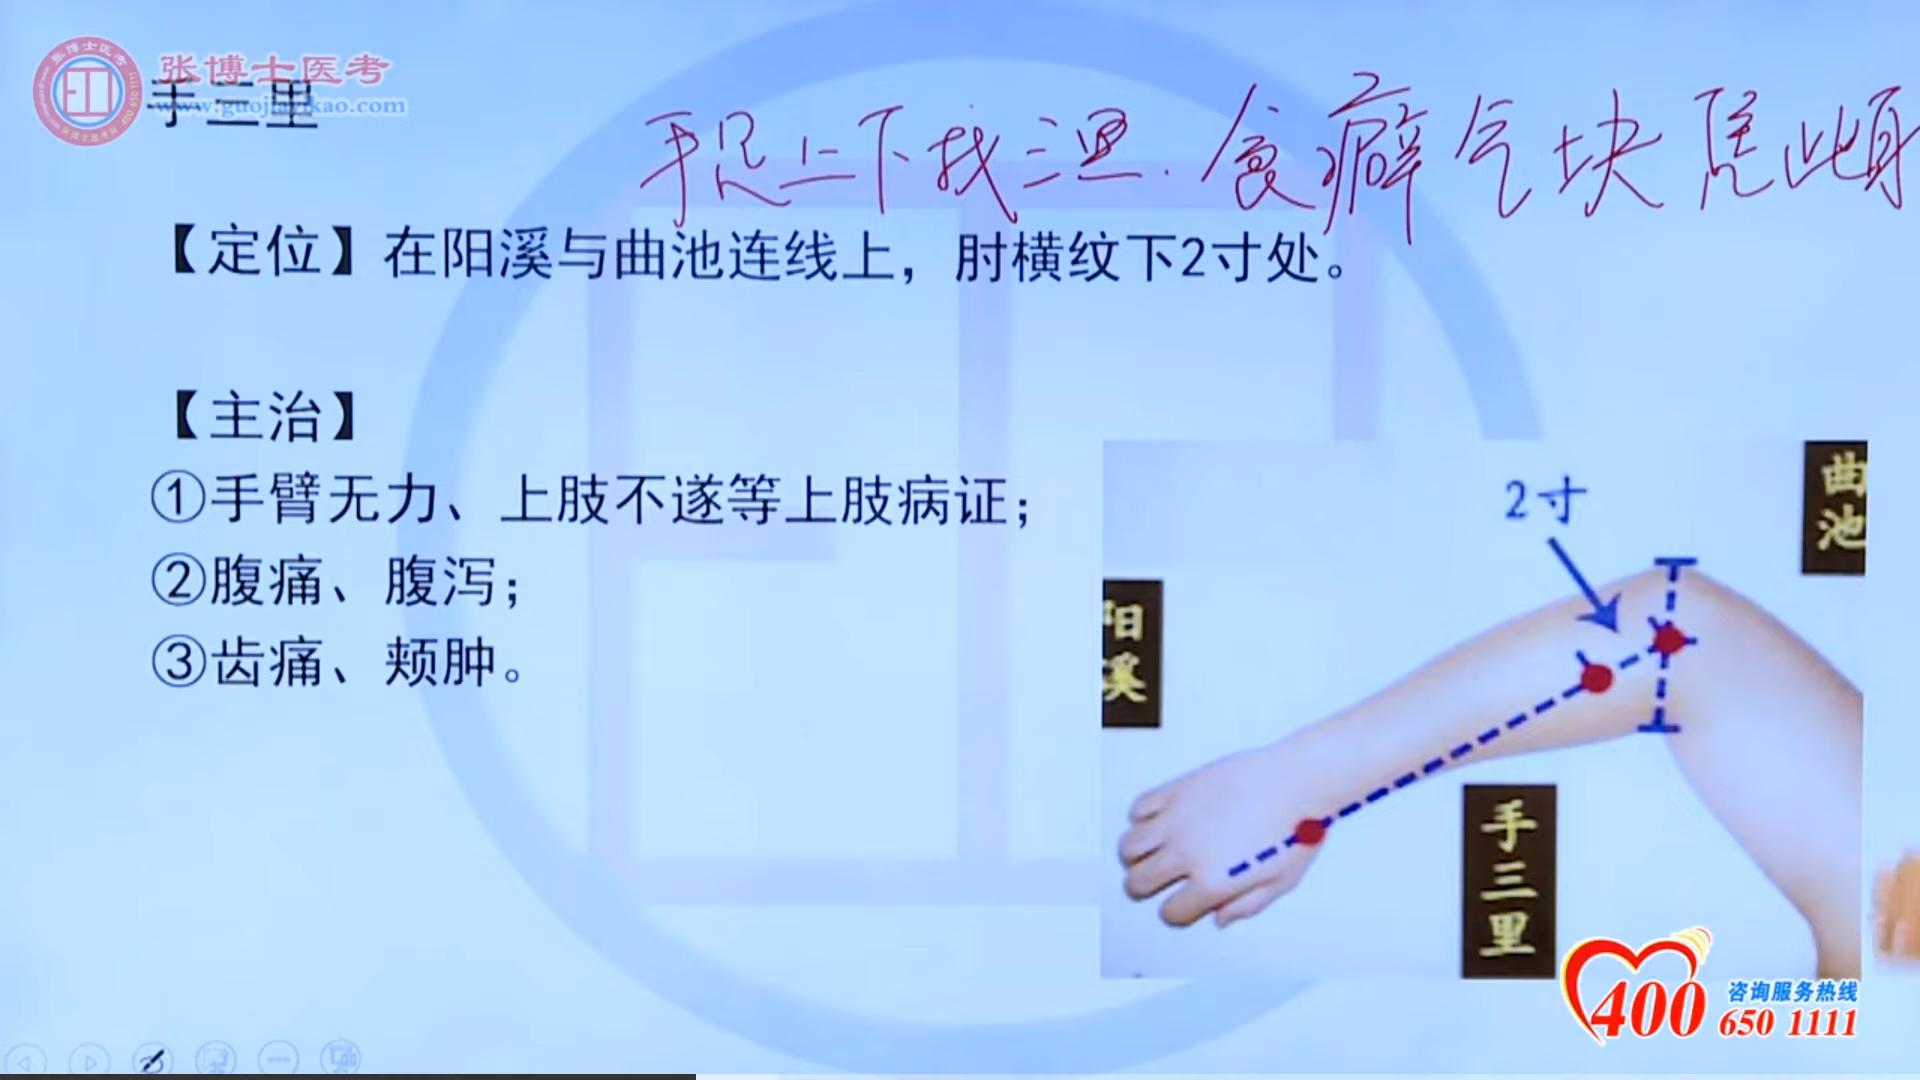 张博士医考
www.guojiayikao.com
手三里
手足上下找三里.食癖气块凭此
【定位】在阳溪与曲池连线上，肘横纹下2寸处。
【主治】
①手臂无力、上肢不遂等上肢病证；
②腹痛、腹泻；
③齿痛、颊肿。
2寸
曲池
阳溪
手三里
400
咨询服务热线
650 1111